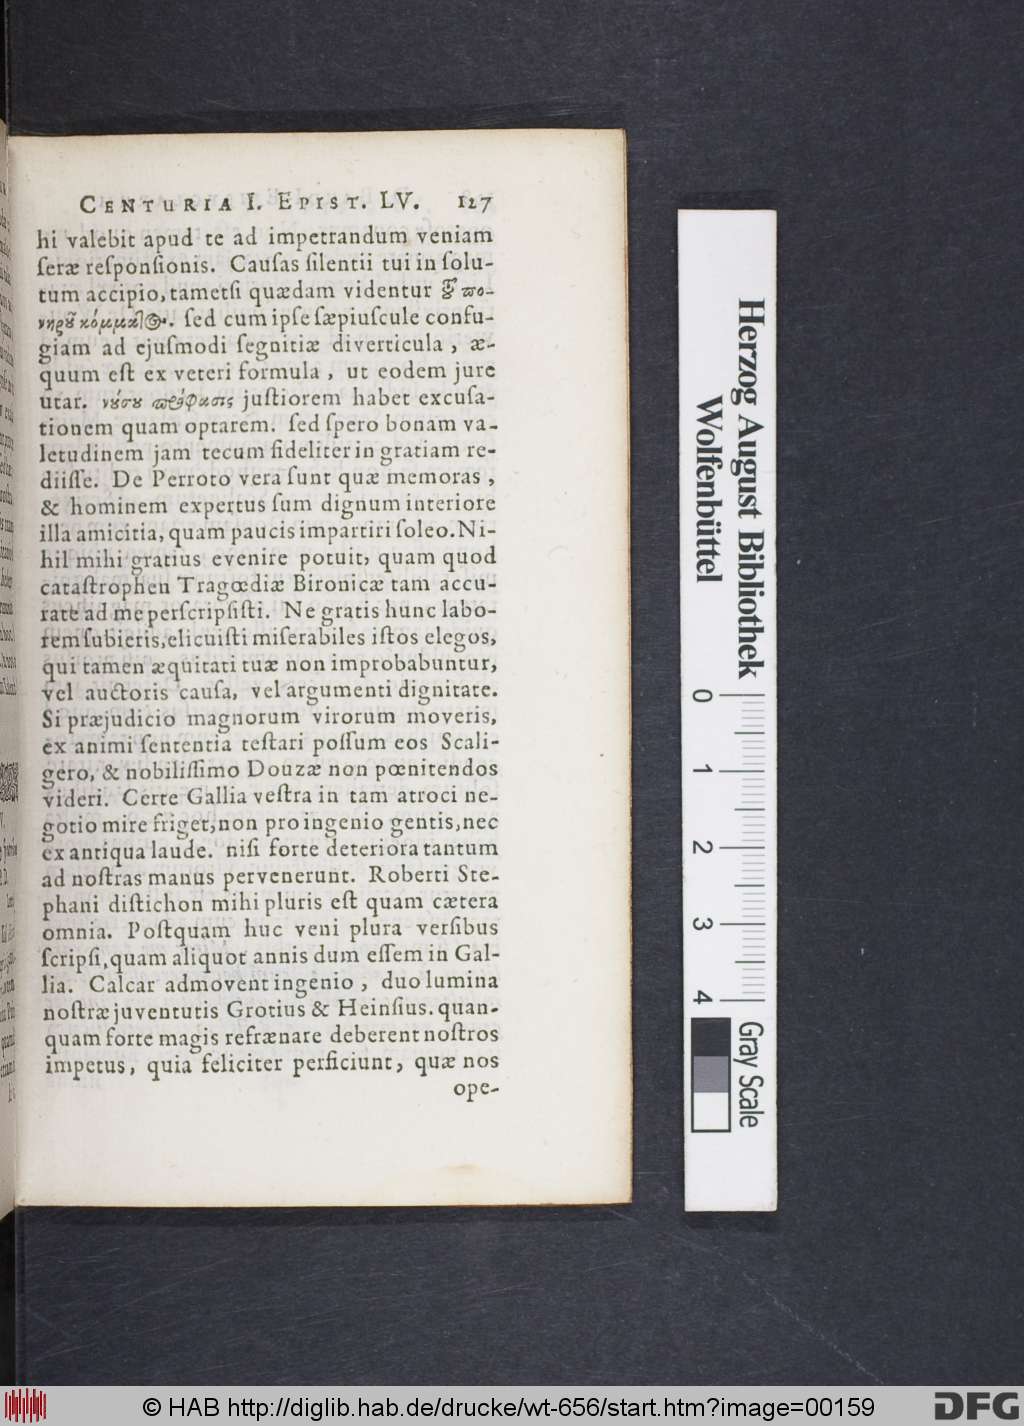 CENTURIA I. EPIST. LV. 127
hi valebit apud te ad impetrandum veniam
seræ responsionis. Causas silentii tui in solu-
tum accipio, tametsi quædam videntur τȣ͂ πο-
νηρȣ͂ κόμμαΤος. sed cum ipse sæpiuscule confu-
giam ad ejusmodi segnitiæ diverticula, æ-
quum est ex veteri formula, ut eodem jure
utar. νȣ́σȣ πρόφασις justiorem habet excusa-
tionem quam optarem. sed spero bonam va-
letudinem jam tecum fideliter in gratiam re-
diisse. De Perroto vera sunt quæ memoras,
& hominem expertus sum dignum interiore
illa amicitia, quam paucis impartiri soleo. Ni-
hil mihi gratius evenire potuit, quam quod
catastrophen Tragœdiæ Bironicæ tam accu-
rate ad me perscripsisti. Ne gratis hunc labo-
rem subieris, elicuisti miserabiles istos elegos,
qui tamen æquitati tuæ non improbabuntur,
vel auctoris causa, vel argumenti dignitate.
Si præjudicio magnorum virorum moveris,
ex animi sententia testari possum eos Scali-
gero, & nobilissimo Douzæ non pœnitendos
videri. Certe Gallia vestra in tam atroci ne-
gotio mire friget, non pro ingenio gentis, nec
ex antiqua laude. nisi forte deteriora tantum
ad nostras manus pervenerunt. Roberti Ste-
phani distichon mihi pluris est quam cætera
omnia. Postquam huc veni plura versibus
scripsi, quam aliquot annis dum essem in Gal-
lia. Calcar admovent ingenio, duo lumina
nostræ juventutis Grotius & Heinsius. quan-
quam forte magis refrænare deberent nostros
impetus, quia feliciter perficiunt, quæ nos
ope-
Herzog August Bibliothek
Wolfenbüttel
0 1 2 3 4
Gray Scale
© HAB http://diglib.hab.de/drucke/wt-656/start.htm?image=00159
DFG